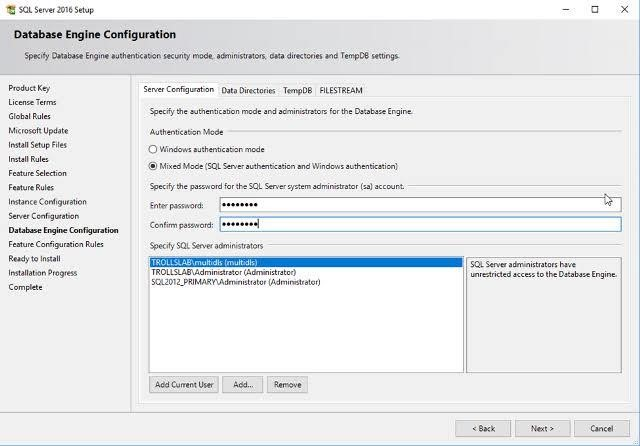 SQL Server 2016 Setup
Database Engine Configuration
Specify Database Engine authentication security mode, administrators, data directories and TempDB settings.
Product Key
License Terms
Global Rules
Microsoft Update
Install Setup Files
Install Rules
Feature Selection
Feature Rules
Instance Configuration
Server Configuration
Database Engine Configuration
Feature Configuration Rules
Ready to Install
Installation Progress
Complete
Server Configuration Data Directories TempDB FILESTREAM
Specify the authentication mode and administrators for the Database Engine.
Authentication Mode
Windows authentication mode
Mixed Mode (SQL Server authentication and Windows authentication)
Specify the password for the SQL Server system administrator (sa) account.
Enter password: ●●●●●●●●
Confirm password: ●●●●●●●●
Specify SQL Server administrators
TROLLSLAB\multidls (multidls)
TROLLSLAB\Administrator (Administrator)
SQL2012_PRIMARY\Administrator (Administrator)
SQL Server administrators have
unrestricted access to the Database Engine.
Add Current User Add... Remove
< Back Next > Cancel